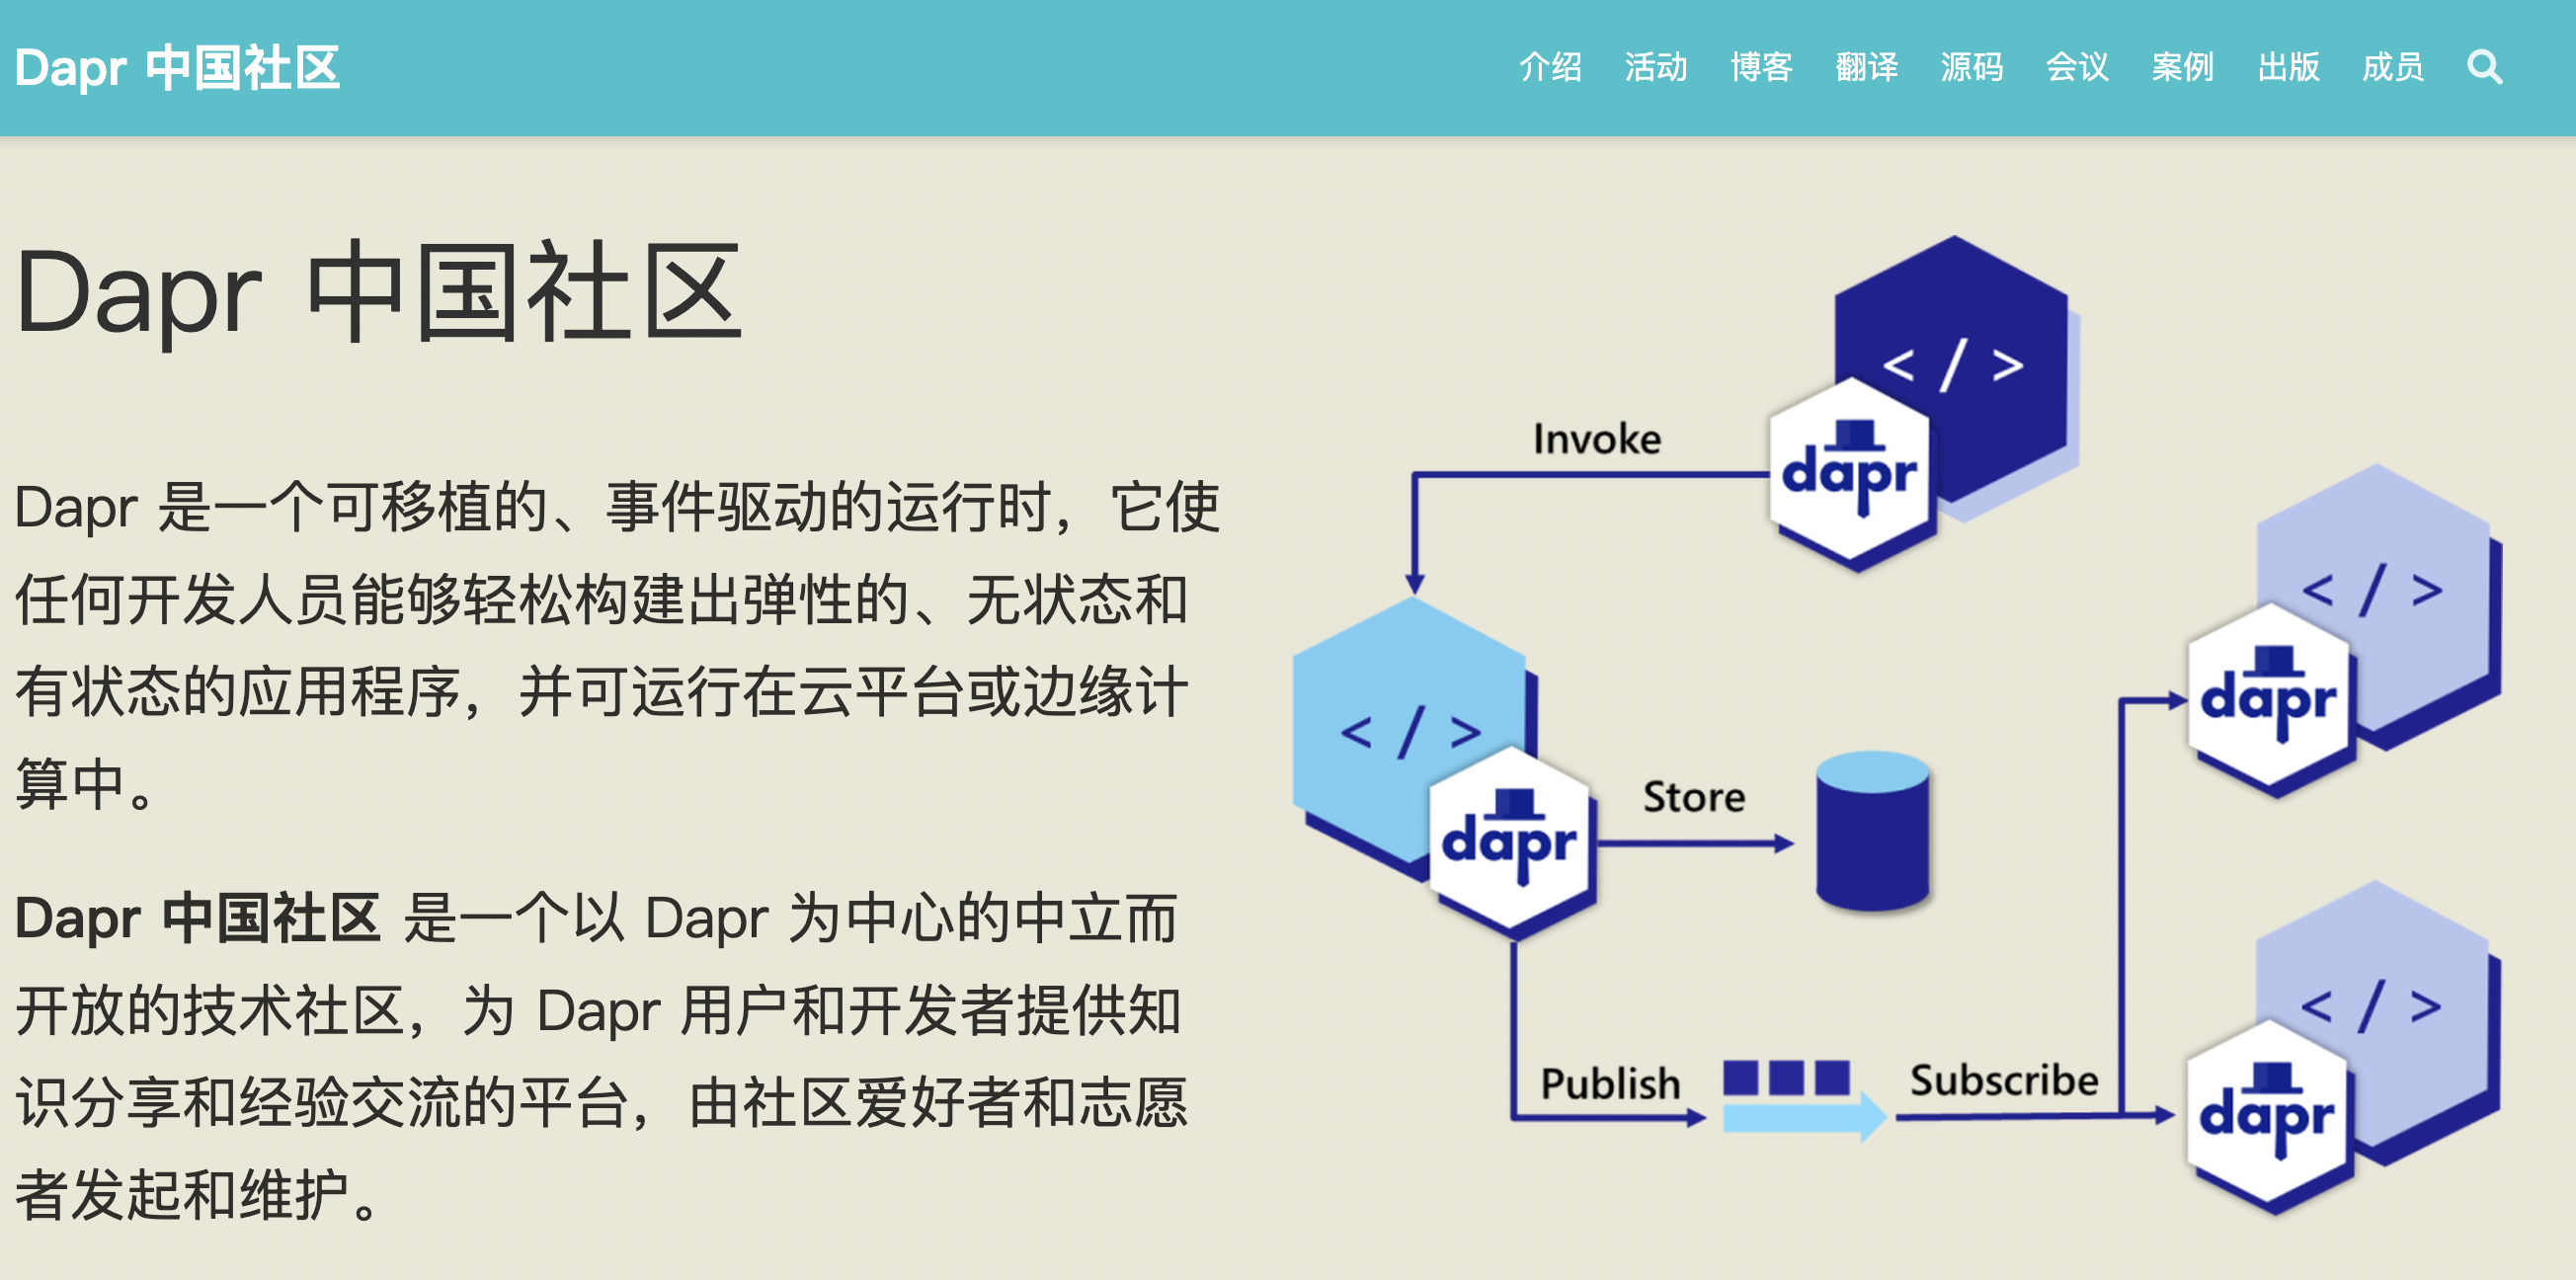 Dapr 中国社区
介绍 活动 博客 翻译 源码 会议 案例 出版 成员
Dapr 中国社区
Dapr 是一个可移植的、事件驱动的运行时，它使
任何开发人员能够轻松构建出弹性的、无状态和
有状态的应用程序，并可运行在云平台或边缘计
算中。
Dapr 中国社区 是一个以 Dapr 为中心的中立而
开放的技术社区，为 Dapr 用户和开发者提供知
识分享和经验交流的平台，由社区爱好者和志愿
者发起和维护。
< / >
dapr
Invoke
< / >
dapr
< / >
dapr
Store
< / >
dapr
Publish
Subscribe